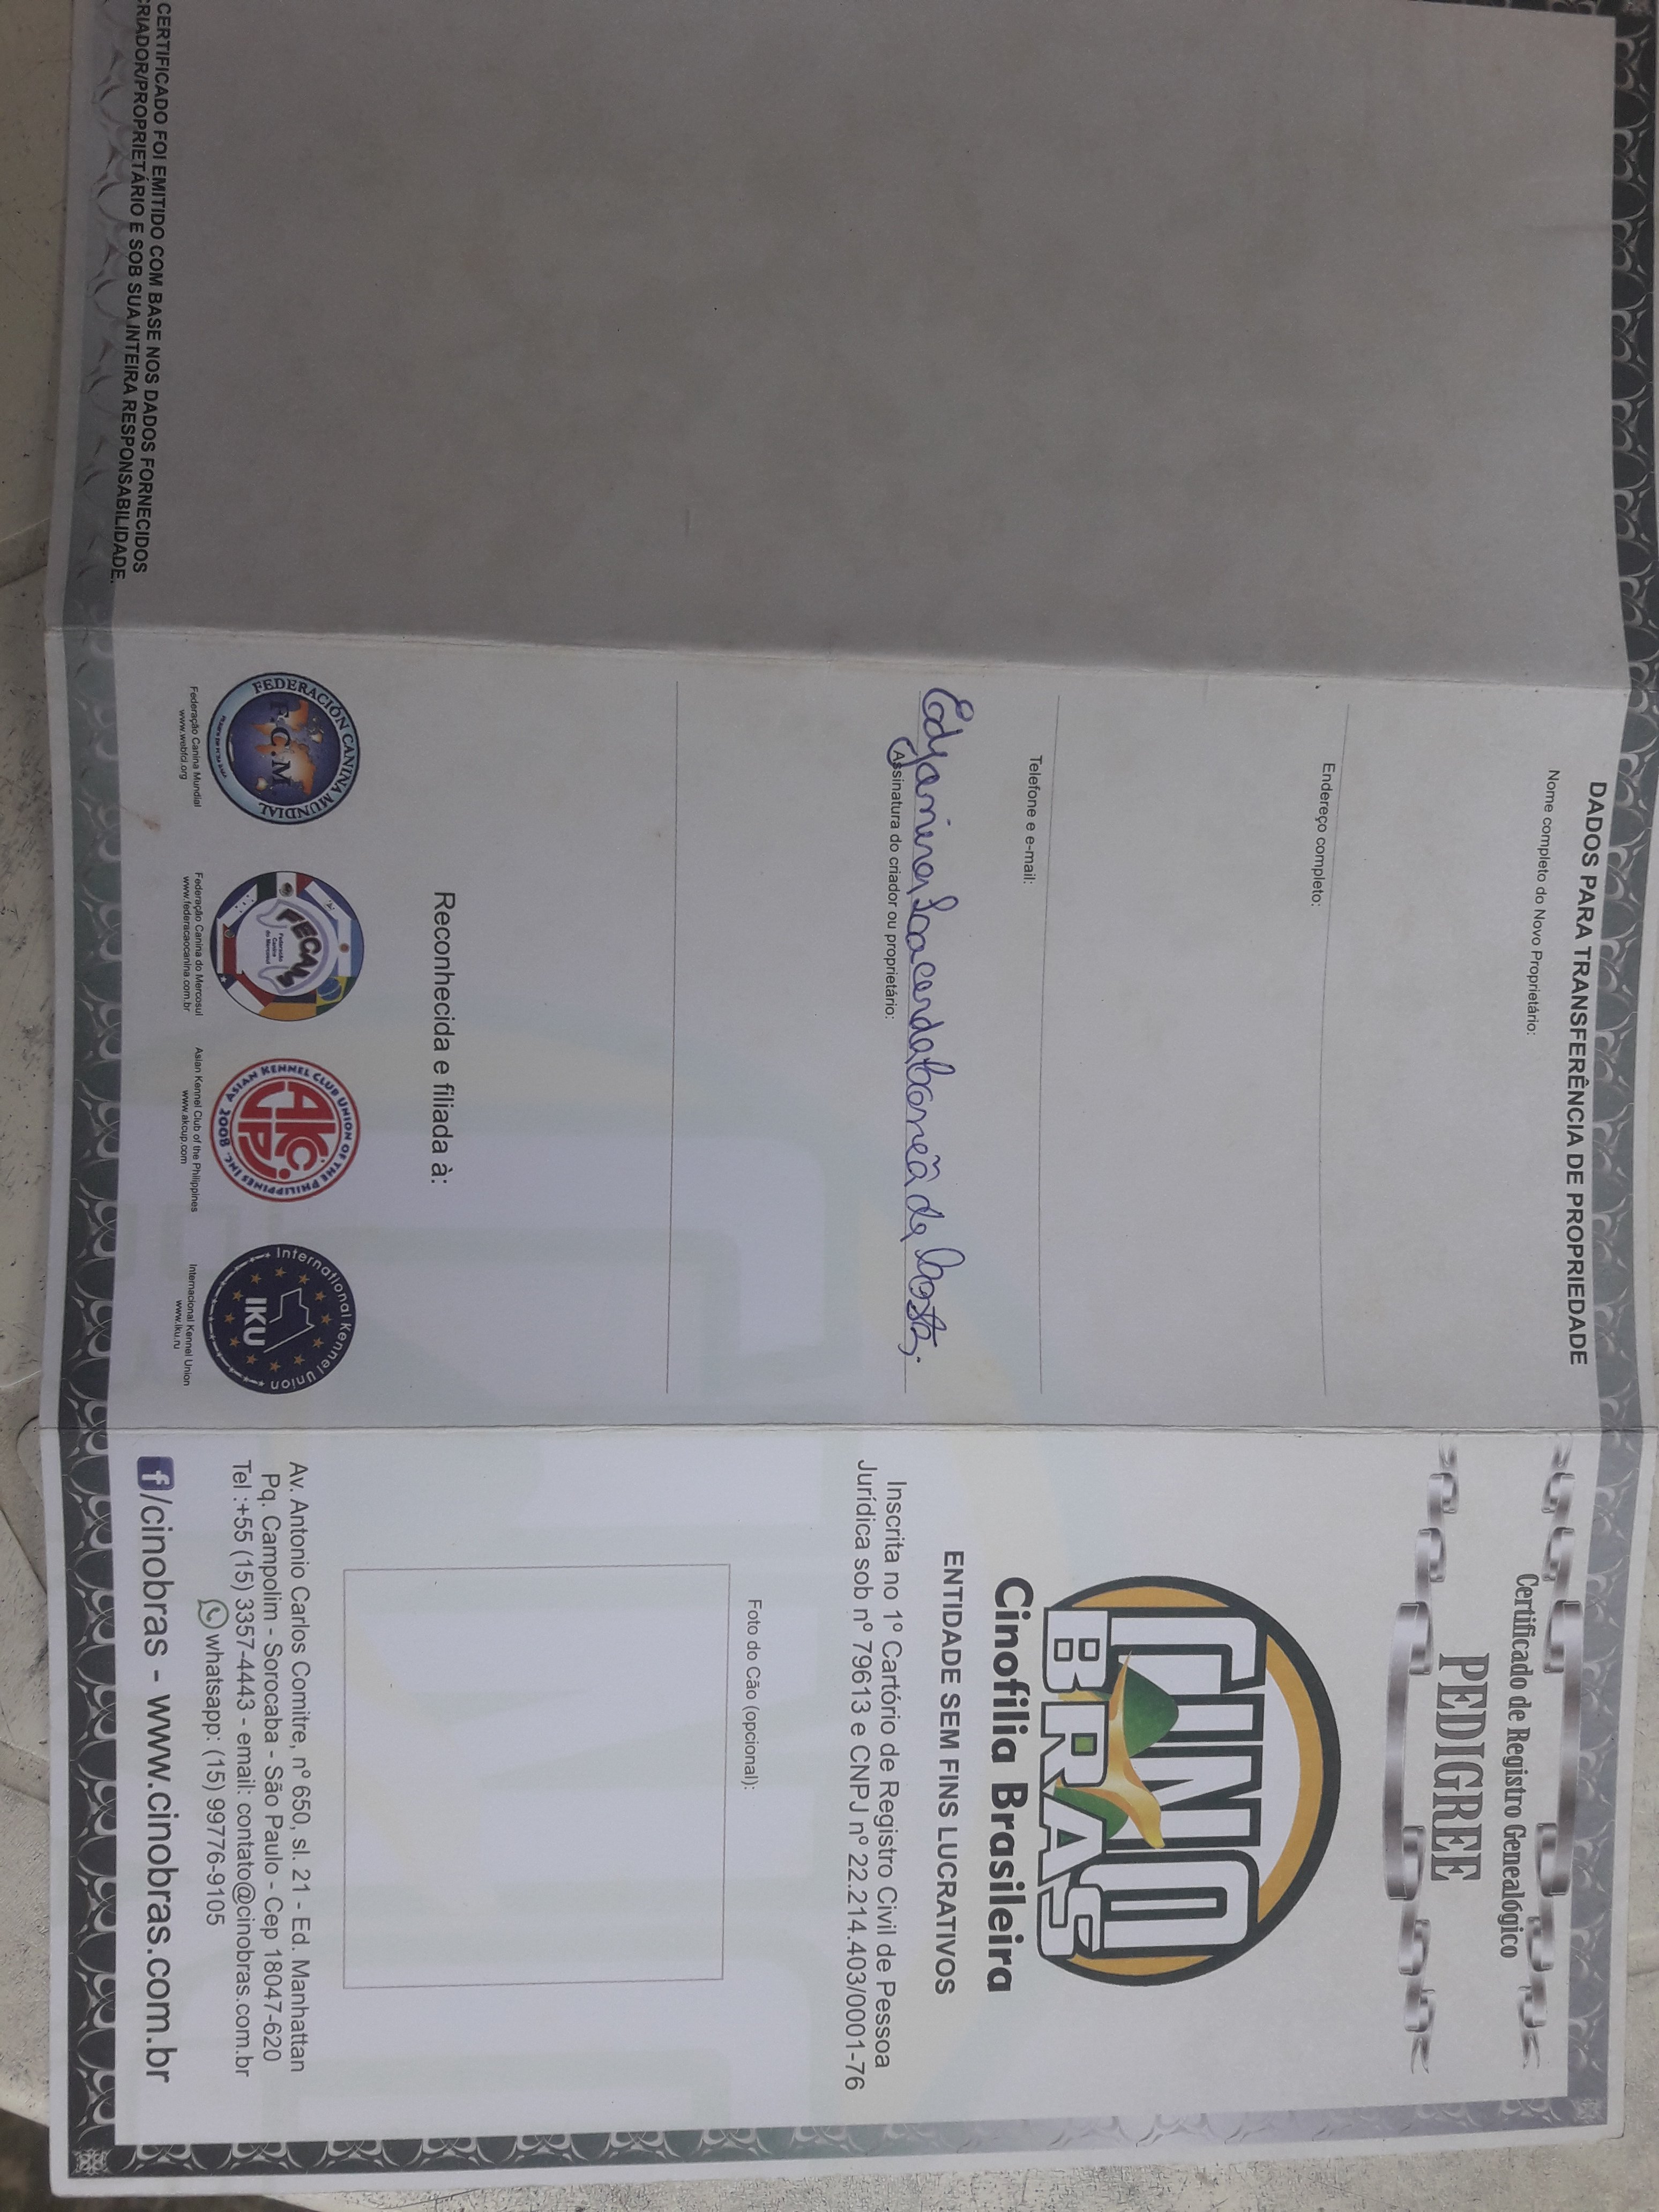 CERTIFICADO FOI EMITIDO COM BASE NOS DADOS FORNECIDOS
CRIADOR/PROPRIETÁRIO E SOB SUA INTEIRA RESPONSABILIDADE.
DADOS PARA TRANSFERÊNCIA DE PROPRIEDADE
Nome completo do Novo Proprietário:
Endereço completo:
Telefone e e-mail:
de Costa
Assinatura do criador ou proprietário:
Reconhecida e filiada à:
FEDERACIÓN CANINA MUNDIAL
F.C.M.
Federação Canina Mundial
www.webfci.org
FECAM
Federação
Canina
do Mercosul
Federação Canina do Mercosul
www.federacaocanina.com.br
ASIAN KENNEL CLUB UNION OF THE PHILIPPINES INC. 2008
AKCUPI
Asian Kennel Club of the Philippines
www.akcup.com
International Kennel Union
IKU
Internacional Kennel Union
www.iku.ru
Certificado de Registro Genealógico
PEDIGREE
CINO
BRAS
Cinofilia Brasileira
ENTIDADE SEM FINS LUCRATIVOS
Inscrita no 1º Cartório de Registro Civil de Pessoa
Jurídica sob nº 79613 e CNPJ nº 22.214.403/0001-76
Foto do Cão (opcional):
Av. Antonio Carlos Comitre, nº 650, sl. 21 - Ed. Manhattan
Pq. Campolim - Sorocaba - São Paulo - Cep 18047-620
Tel :+55 (15) 3357-4443 - email: contato@cinobras.com.br
whatsapp: (15) 99776-9105
f/cinobras - www.cinobras.com.br